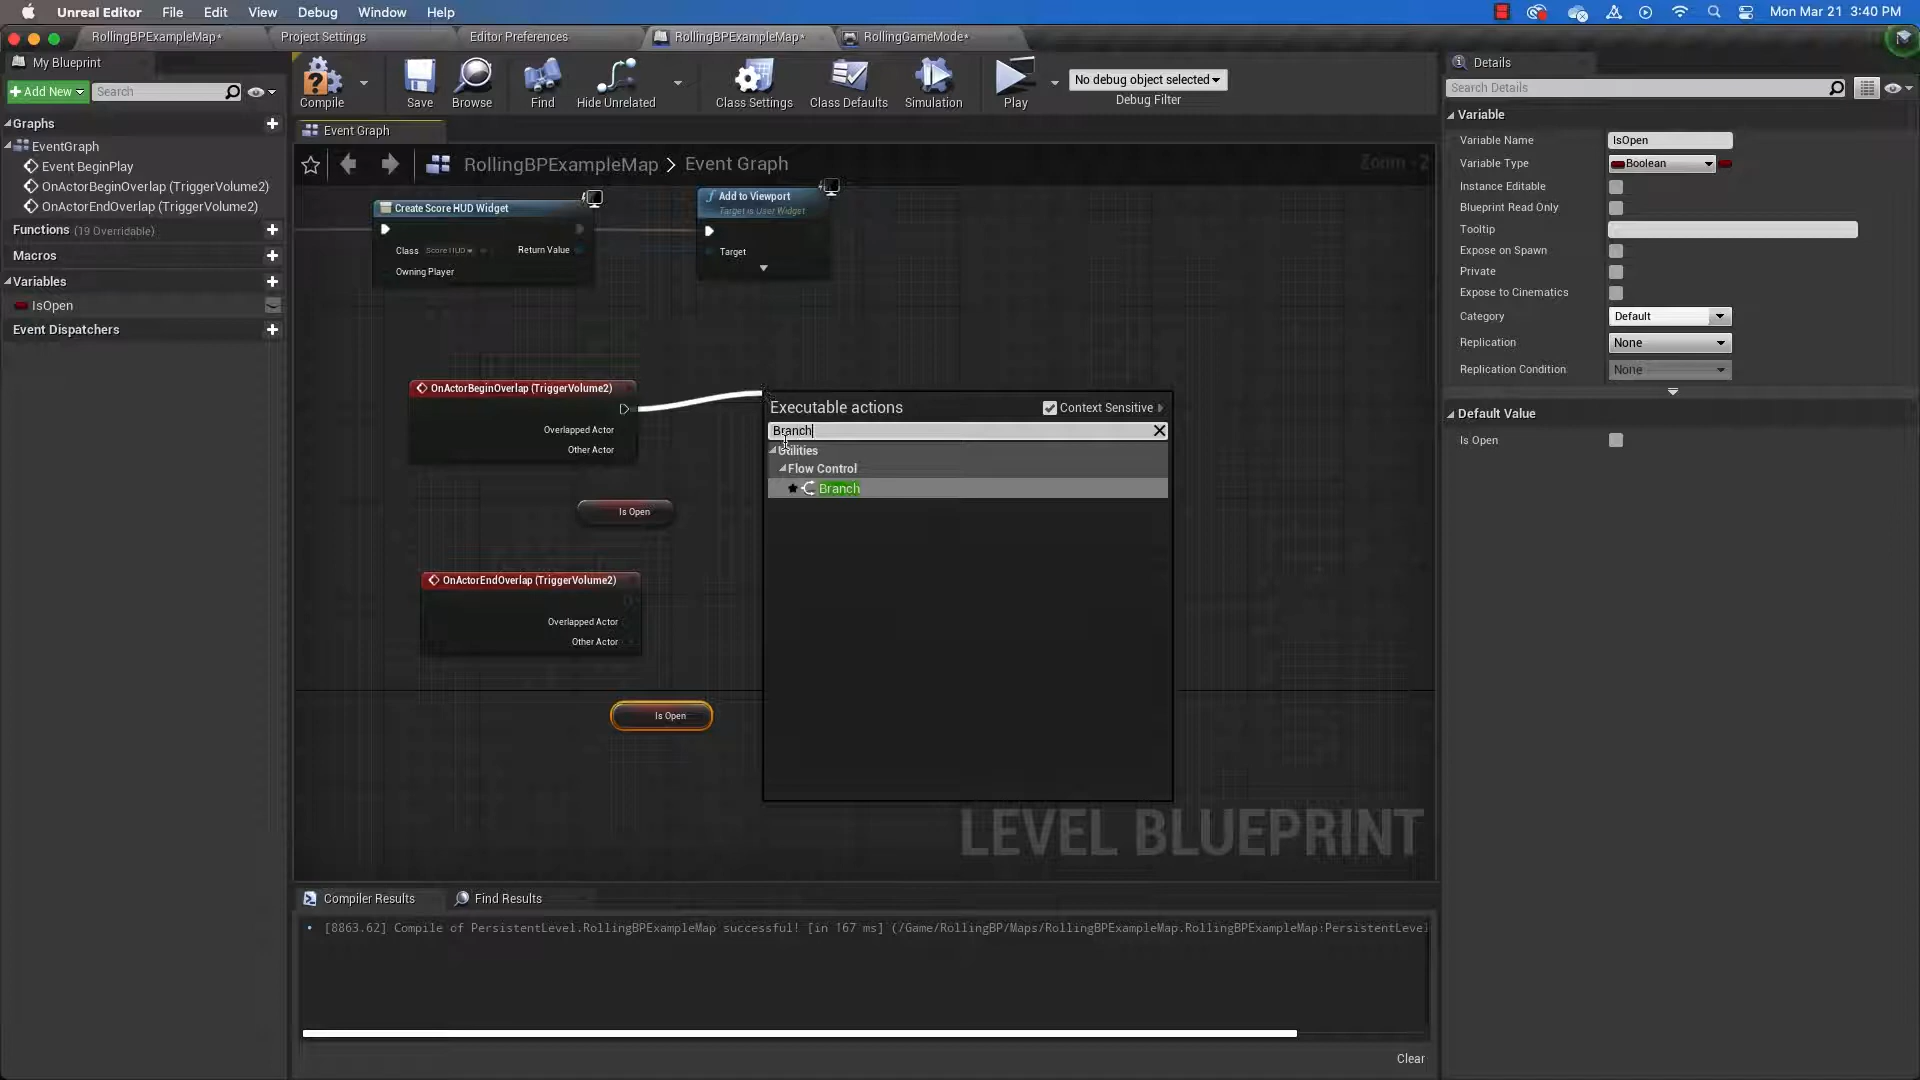 Unreal Editor File Edit View Debug Window Help
Mon Mar 21 3:40 PM
RollingBPExampleMap*
Project Settings
Editor Preferences
RollingBPExampleMap*
RollingGameMode*
My Blueprint
Add New
Search
Compile
Save
Browse
Find
Hide Unrelated
Class Settings
Class Defaults
Simulation
Play
No debug object selected
Debug Filter
Graphs
EventGraph
Event BeginPlay
OnActorBeginOverlap (TriggerVolume2)
OnActorEndOverlap (TriggerVolume2)
Functions (19 Overridable)
Macros
Variables
IsOpen
Event Dispatchers
Event Graph
RollingBPExampleMap > Event Graph
Zoom -2
Create Score HUD Widget
Class Score HUD
Return Value
Owning Player
Add to Viewport
Target is User Widget
Target
OnActorBeginOverlap (TriggerVolume2)
Overlapped Actor
Other Actor
Is Open
OnActorEndOverlap (TriggerVolume2)
Overlapped Actor
Other Actor
Is Open
Executable actions
Context Sensitive
Branch
Utilities
Flow Control
Branch
LEVEL BLUEPRINT
Compiler Results
Find Results
[8863.62] Compile of PersistentLevel.RollingBPExampleMap successful! [in 167 ms] (/Game/RollingBP/Maps/RollingBPExampleMap.RollingBPExampleMap:PersistentLeve
Clear
Details
Search Details
Variable
Variable Name IsOpen
Variable Type Boolean
Instance Editable
Blueprint Read Only
Tooltip
Expose on Spawn
Private
Expose to Cinematics
Category Default
Replication None
Replication Condition None
Default Value
Is Open